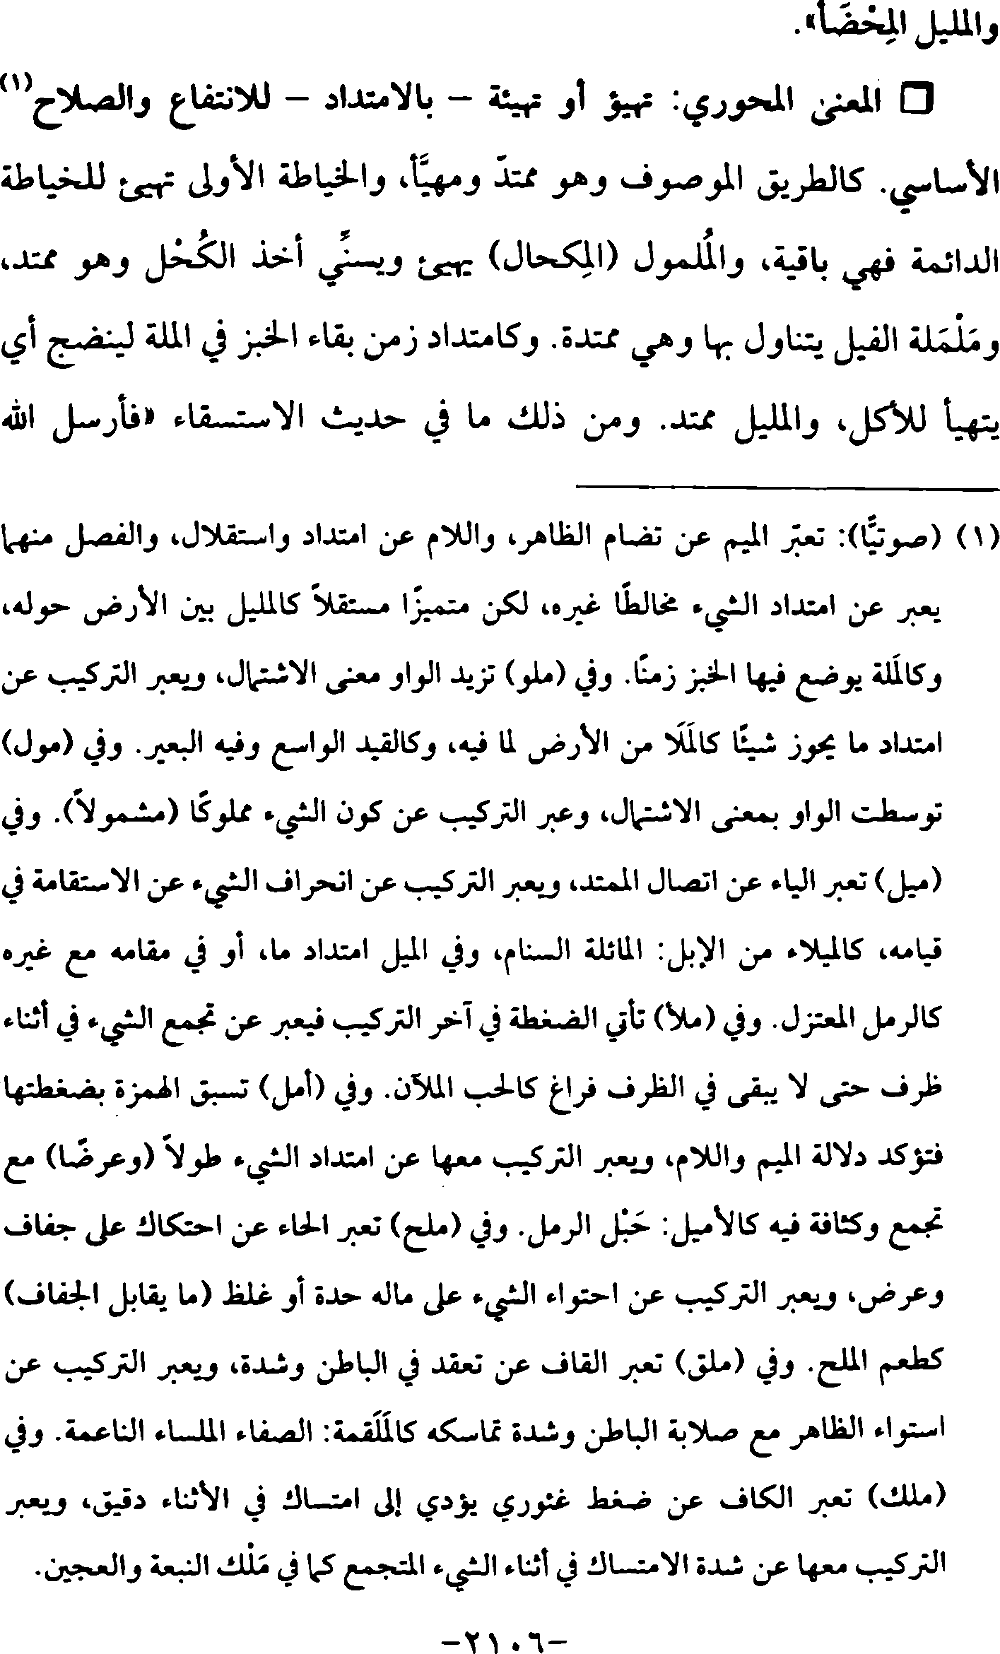 والمليل المِحْضَأ».
□ المعنى المحوري: تهيؤ أو تهيئة – بالامتداد – للانتفاع والصلاح(١)
الأساسي. كالطريق الموصوف وهو ممتدّ ومهيَّأ، والخياطة الأولى تهيئ للخياطة
الدائمة فهي باقية، والمُلمول (المِكحال) يهيئ ويسنِّي أخذ الكُحْل وهو ممتد،
ومَلْمَلة الفيل يتناول بها وهي ممتدة. وكامتداد زمن بقاء الخبز في الملة لينضج أي
يتهيأ للأكل، والمليل ممتد. ومن ذلك ما في حديث الاستسقاء «فأرسل الله
(١) (صوتيًّا): تعبّر الميم عن تضام الظاهر، واللام عن امتداد واستقلال، والفصل منهما
يعبر عن امتداد الشيء مخالطًا غيره، لكن متميزًا مستقلاً كالمليل بين الأرض حوله،
وكالمَلة يوضع فيها الخبز زمنًا. وفي (ملو) تزيد الواو معنى الاشتمال، ويعبر التركيب عن
امتداد ما يحوز شيئًا كالمَلَا من الأرض لما فيه، وكالقيد الواسع وفيه البعير. وفي (مول)
توسطت الواو بمعنى الاشتمال، وعبر التركيب عن كون الشيء مملوكًا (مشمولاً). وفي
(ميل) تعبر الياء عن اتصال الممتد، ويعبر التركيب عن انحراف الشيء عن الاستقامة في
قيامه، كالميلاء من الإبل: المائلة السنام، وفي الميل امتداد ما، أو في مقامه مع غيره
كالرمل المعتزل. وفي (ملأ) تأتي الضغطة في آخر التركيب فيعبر عن تجمع الشيء في أثناء
ظرف حتى لا يبقى في الظرف فراغ كالحب الملآن. وفي (أمل) تسبق الهمزة بضغطتها
فتؤكد دلالة الميم واللام، ويعبر التركيب معها عن امتداد الشيء طولاً (وعرضًا) مع
تجمع وكثافة فيه كالأميل: حَبْل الرمل. وفي (ملح) تعبر الحاء عن احتكاك على جفاف
وعرض، ويعبر التركيب عن احتواء الشيء على ماله حدة أو غلظ (ما يقابل الجفاف)
كطعم الملح. وفي (ملق) تعبر القاف عن تعقد في الباطن وشدة، ويعبر التركيب عن
استواء الظاهر مع صلابة الباطن وشدة تماسكه كالمَلَقمة: الصفاء الملساء الناعمة. وفي
(ملك) تعبر الكاف عن ضغط غئوري يؤدي إلى امتساك في الأثناء دقيق، ويعبر
التركيب معها عن شدة الامتساك في أثناء الشيء المتجمع كما في مَلْك النبعة والعجين.
-٢١٠٦-